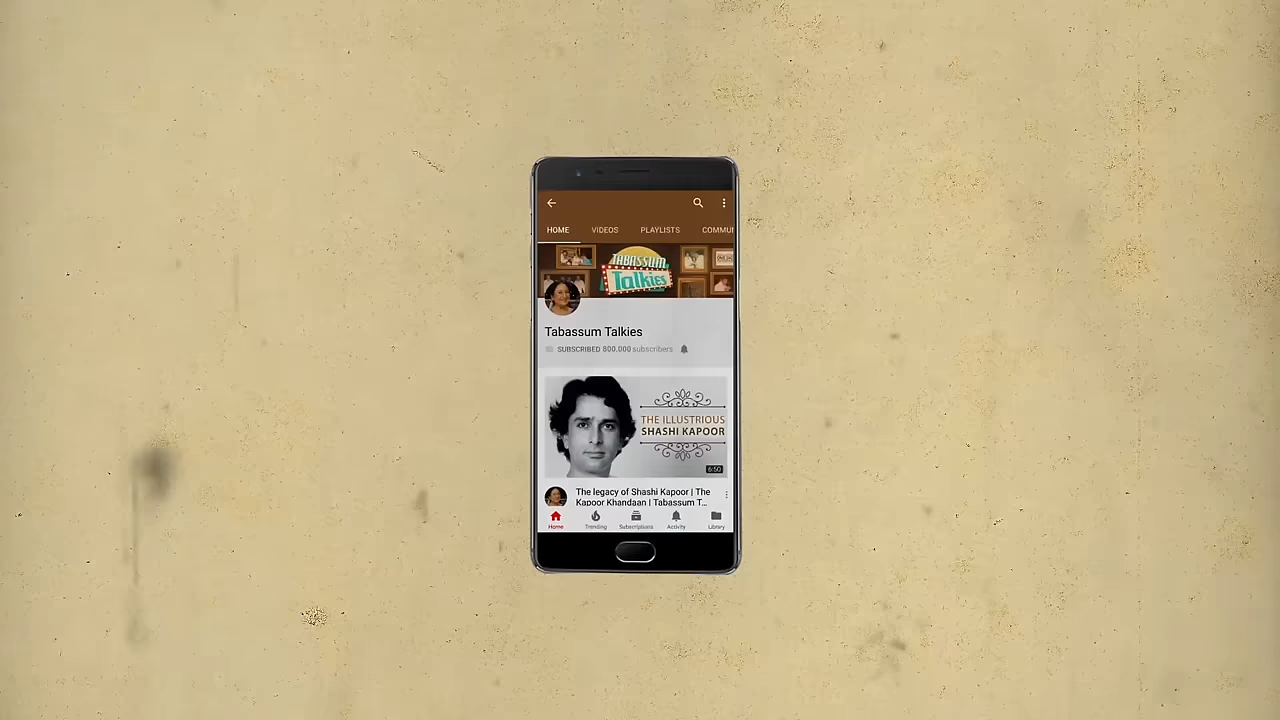 HOME VIDEOS PLAYLISTS COMMU
TABASSUM
Talkies
Tabassum Talkies
SUBSCRIBED 800.000 subscribers
THE ILLUSTRIOUS
SHASHI KAPOOR
6:50
The legacy of Shashi Kapoor | The
Kapoor Khandaan | Tabassum T...
Home Trending Subscriptions Activity Library